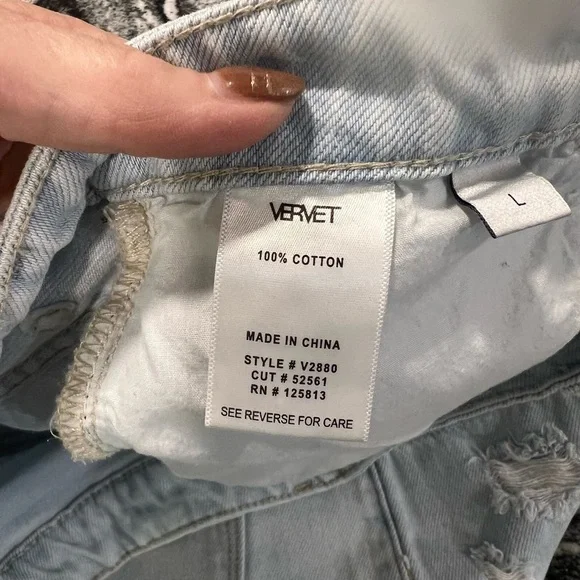 VERVET
100% COTTON
MADE IN CHINA
STYLE # V2880
CUT # 52561
RN # 125813
SEE REVERSE FOR CARE
L